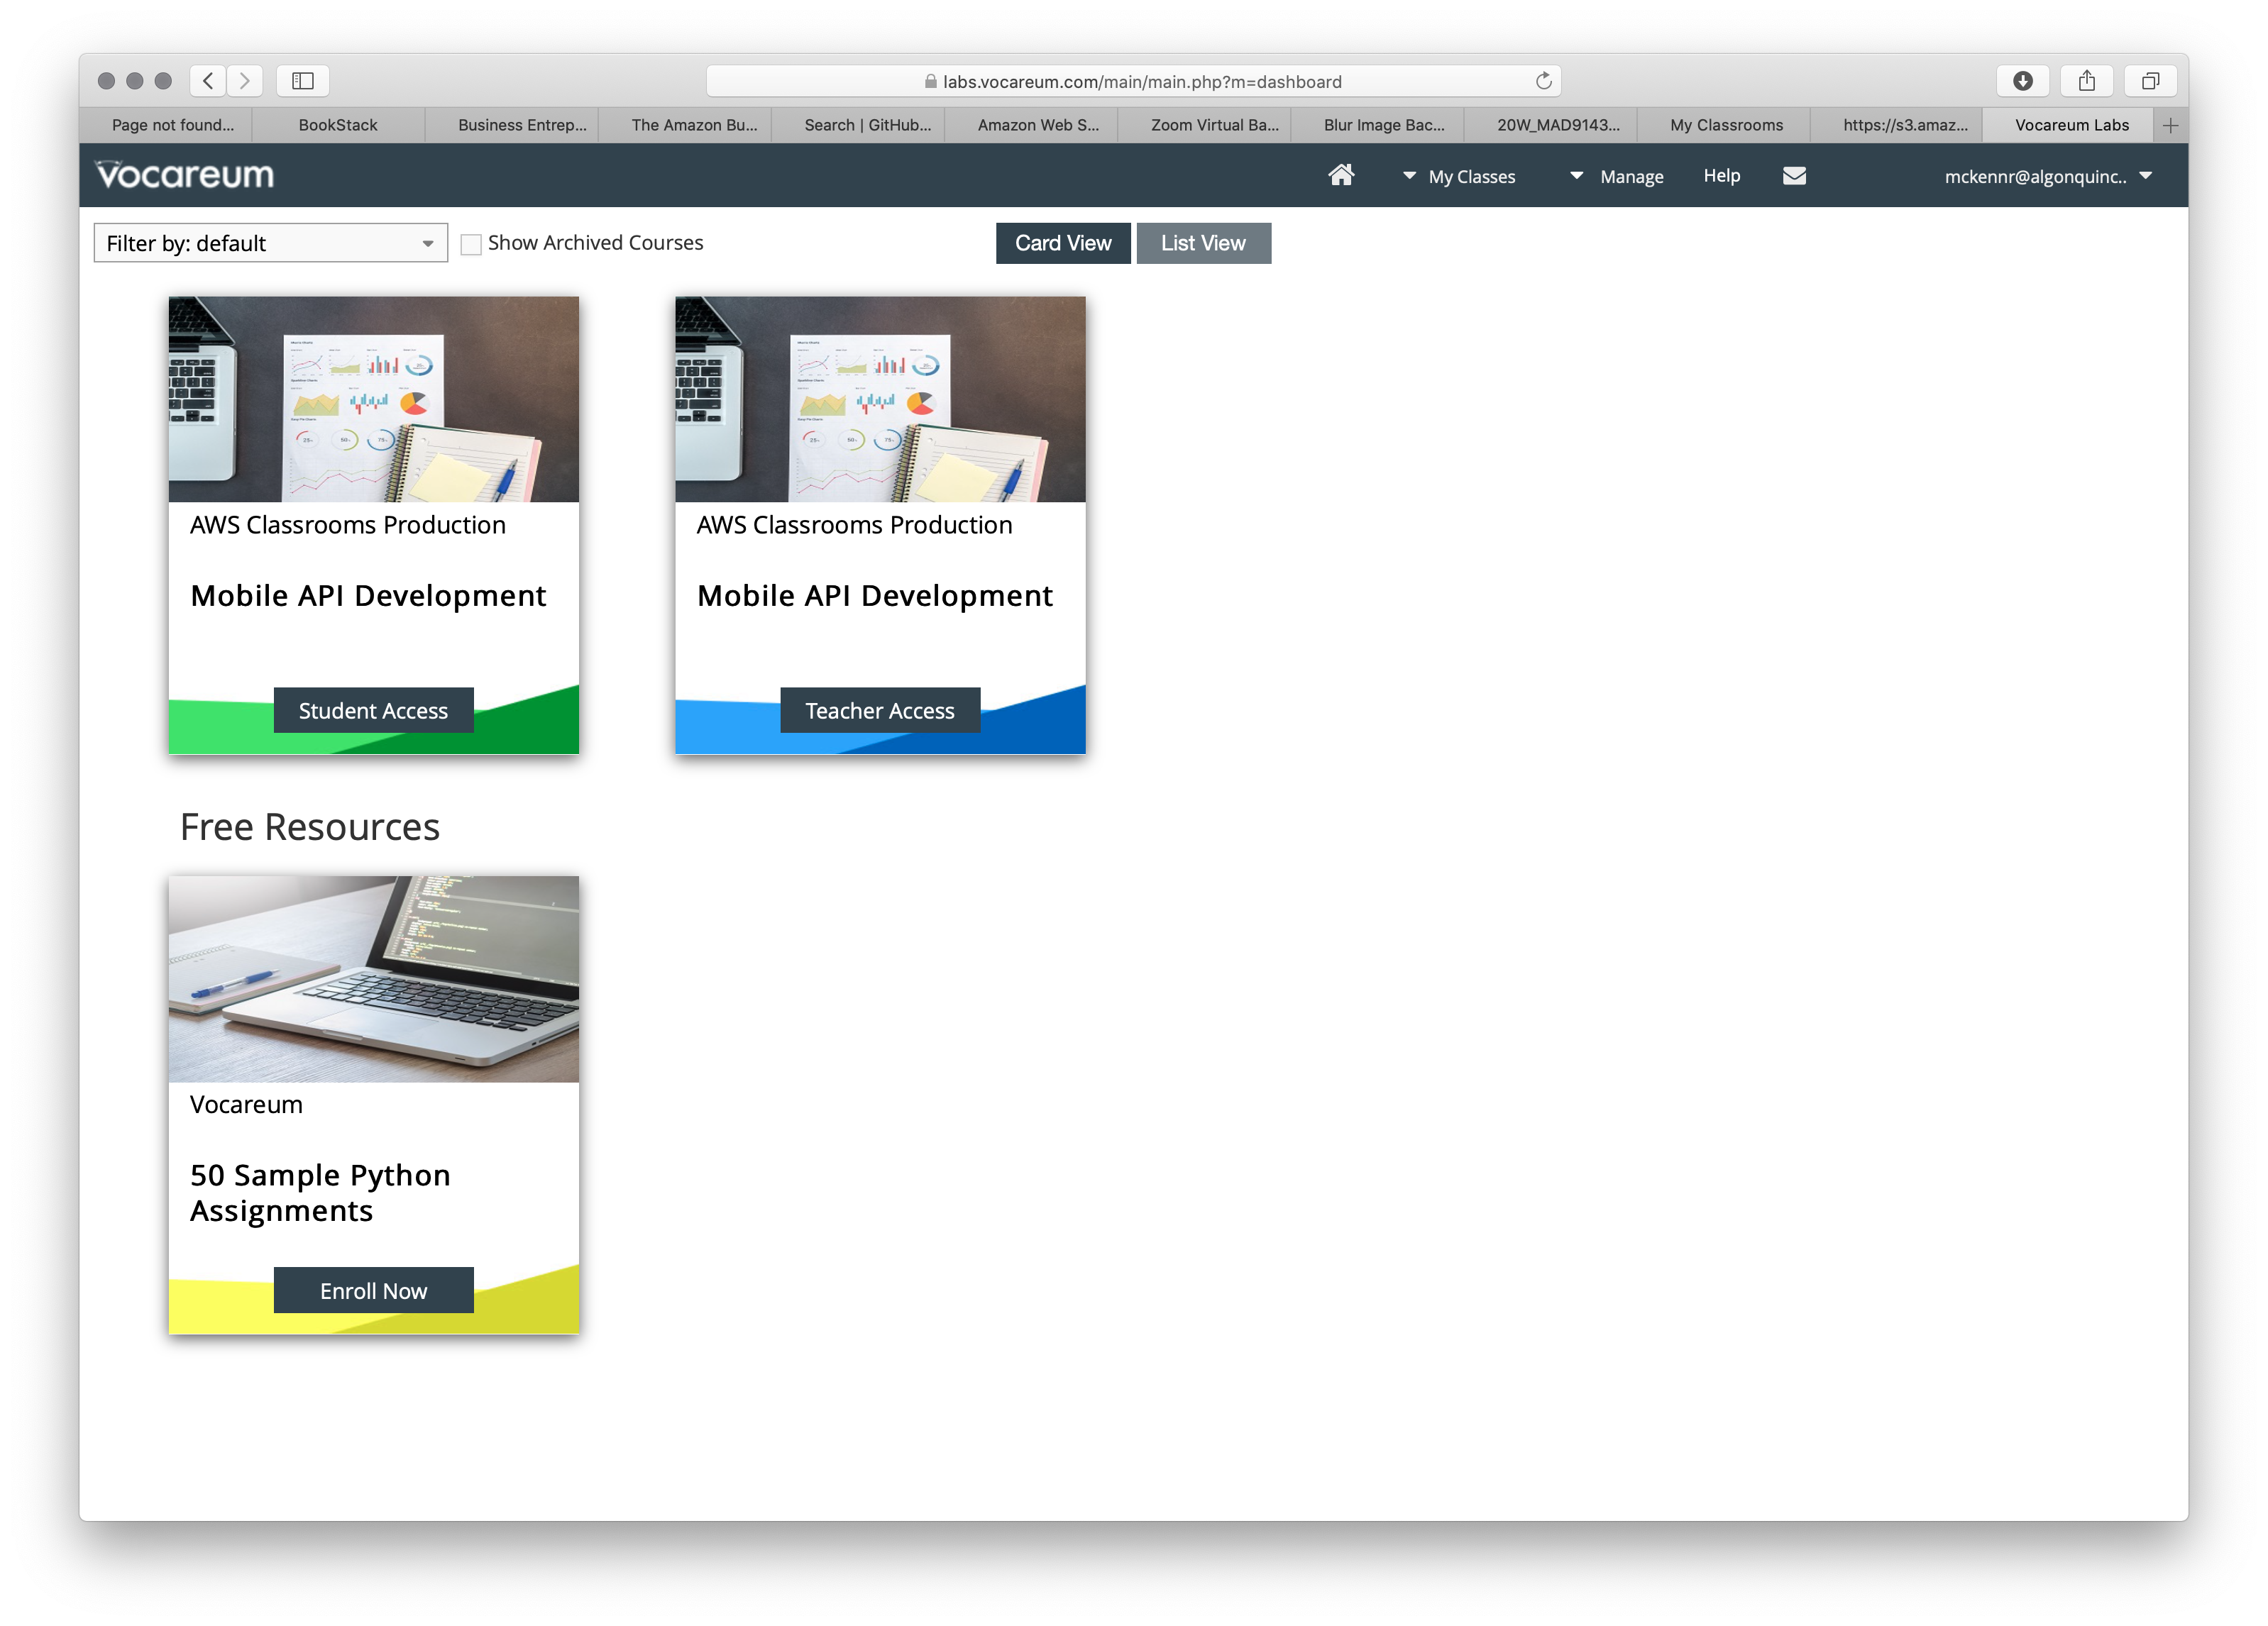 labs.vocareum.com/main/main.php?m=dashboard
Page not found...
BookStack
Business Entrep...
The Amazon Bu...
Search | GitHub...
Amazon Web S...
Zoom Virtual Ba...
Blur Image Bac...
20W_MAD9143...
My Classrooms
https://s3.amaz...
Vocareum Labs
Vocareum
My Classes
Manage
Help
mckennr@algonquinc..
Filter by: default
Show Archived Courses
Card View
List View
AWS Classrooms Production
Mobile API Development
Student Access
AWS Classrooms Production
Mobile API Development
Teacher Access
Free Resources
Vocareum
50 Sample Python
Assignments
Enroll Now